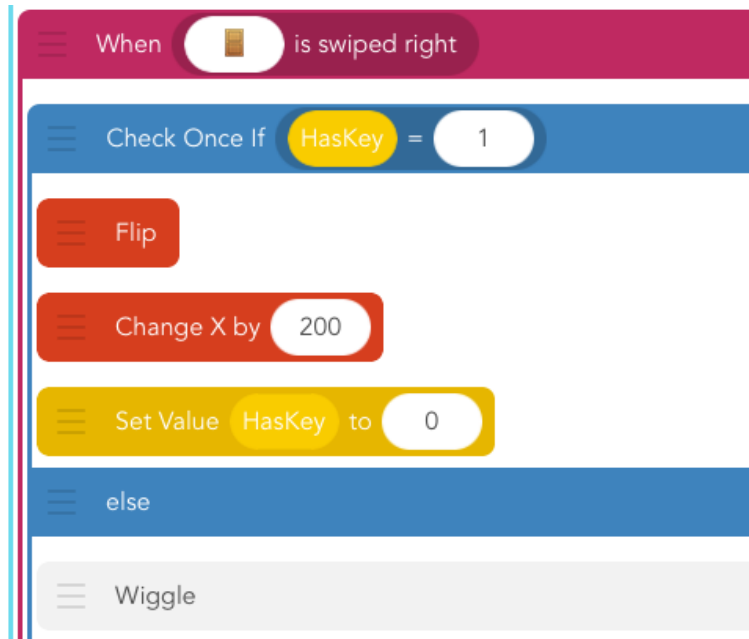 When 🚪 is swiped right
Check Once If HasKey = 1
Flip
Change X by 200
Set Value HasKey to 0
else
Wiggle